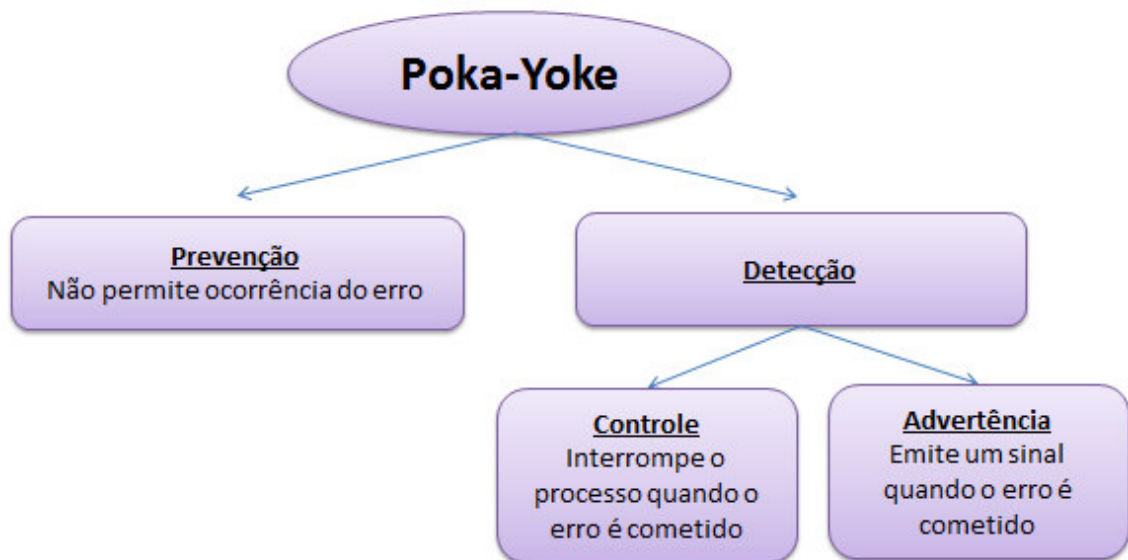 Poka-Yoke
Prevenção
Não permite ocorrência do erro
Detecção
Controle
Interrompe o
processo quando o
erro é cometido
Advertência
Emite um sinal
quando o erro é
cometido